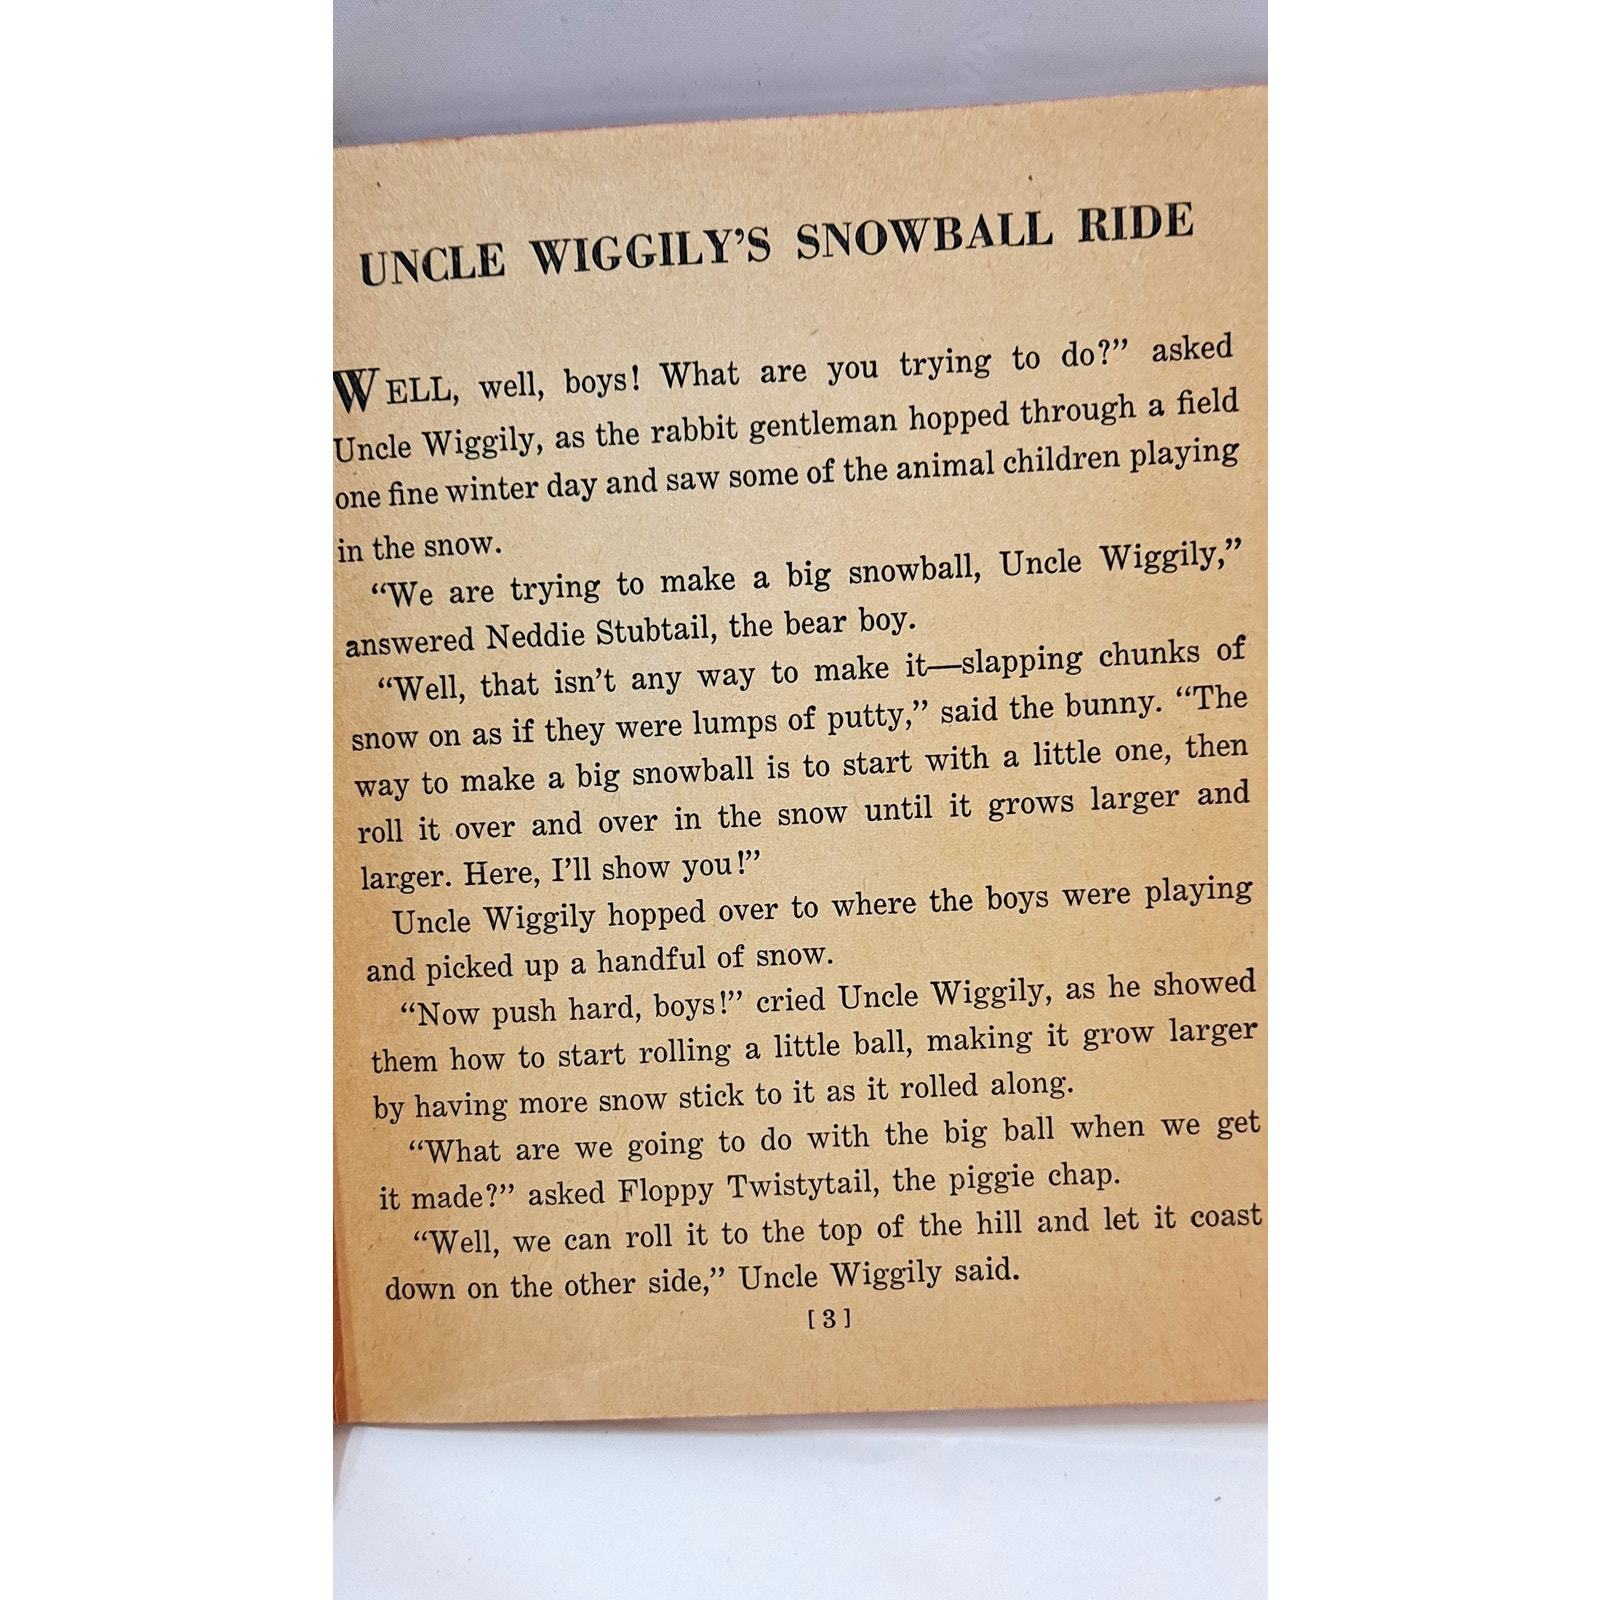 UNCLE WIGGILY'S SNOWBALL RIDE
WELL, well, boys! What are you trying to do?” asked
Uncle Wiggily, as the rabbit gentleman hopped through a field
one fine winter day and saw some of the animal children playing
in the snow.
“We are trying to make a big snowball, Uncle Wiggily,”
answered Neddie Stubtail, the bear boy.
“Well, that isn’t any way to make it—slapping chunks of
snow on as if they were lumps of putty,” said the bunny. “The
way to make a big snowball is to start with a little one, then
roll it over and over in the snow until it grows larger and
larger. Here, I’ll show you!”
Uncle Wiggily hopped over to where the boys were playing
and picked up a handful of snow.
“Now push hard, boys!” cried Uncle Wiggily, as he showed
them how to start rolling a little ball, making it grow larger
by having more snow stick to it as it rolled along.
“What are we going to do with the big ball when we get
it made?” asked Floppy Twistytail, the piggie chap.
“Well, we can roll it to the top of the hill and let it coast
down on the other side,” Uncle Wiggily said.
[ 3 ]